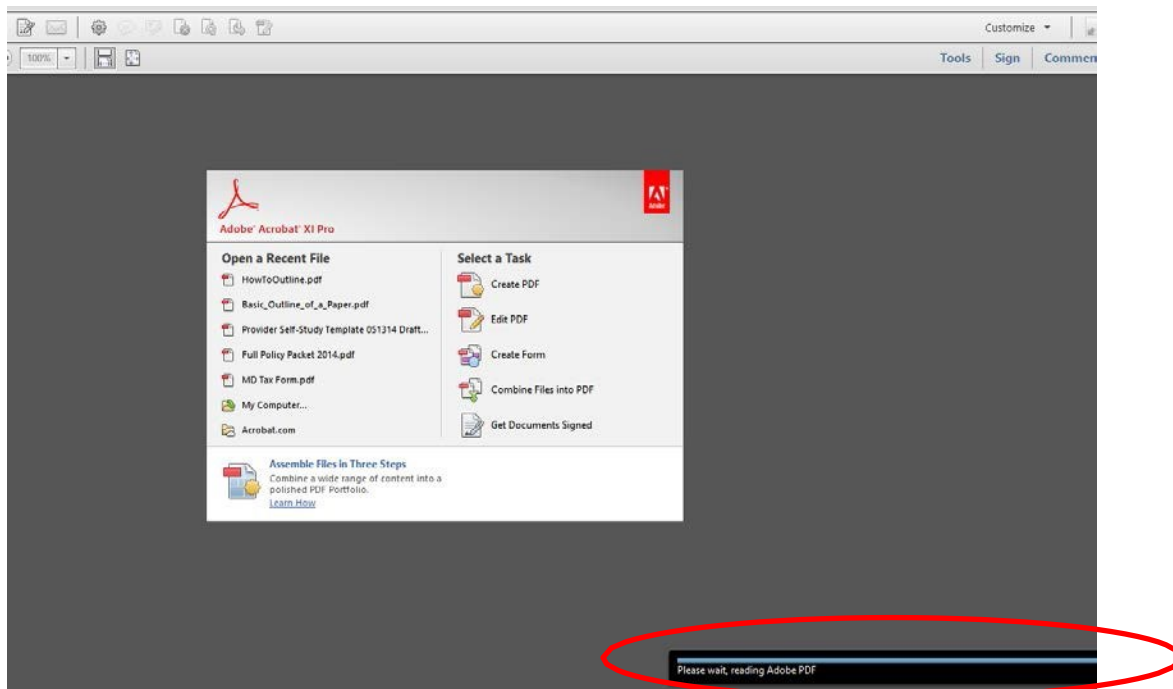 Customize
100%
Tools Sign Commen
Adobe
Adobe® Acrobat® XI Pro
Open a Recent File
HowToOutline.pdf
Basic_Outline_of_a_Paper.pdf
Provider Self-Study Template 051314 Draft...
Full Policy Packet 2014.pdf
MD Tax Form.pdf
My Computer...
Acrobat.com
Select a Task
Create PDF
Edit PDF
Create Form
Combine Files into PDF
Get Documents Signed
Assemble Files in Three Steps
Combine a wide range of content into a
polished PDF Portfolio.
Learn How
Please wait, reading Adobe PDF